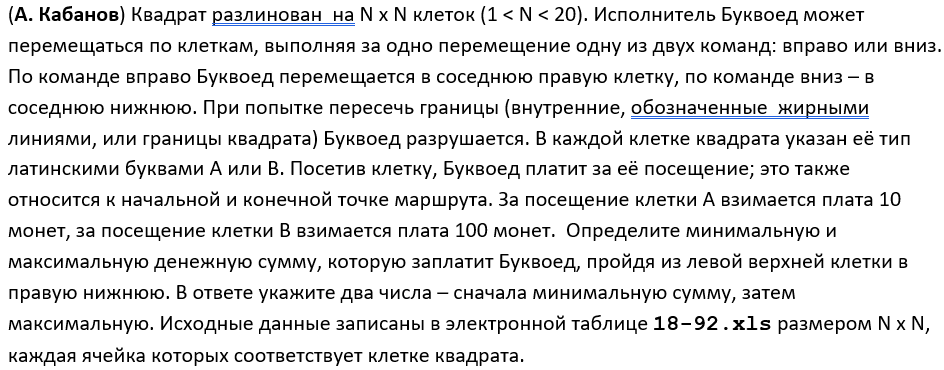 (А. Кабанов) Квадрат разлинован  на N x N клеток (1 < N < 20). Исполнитель Буквоед может
перемещаться по клеткам, выполняя за одно перемещение одну из двух команд: вправо или вниз.
По команде вправо Буквоед перемещается в соседнюю правую клетку, по команде вниз – в
соседнюю нижнюю. При попытке пересечь границы (внутренние, обозначенные  жирными
линиями, или границы квадрата) Буквоед разрушается. В каждой клетке квадрата указан её тип
латинскими буквами A или B. Посетив клетку, Буквоед платит за её посещение; это также
относится к начальной и конечной точке маршрута. За посещение клетки A взимается плата 10
монет, за посещение клетки B взимается плата 100 монет.  Определите минимальную и
максимальную денежную сумму, которую заплатит Буквоед, пройдя из левой верхней клетки в
правую нижнюю. В ответе укажите два числа – сначала минимальную сумму, затем
максимальную. Исходные данные записаны в электронной таблице 18-92.xls размером N x N,
каждая ячейка которых соответствует клетке квадрата.